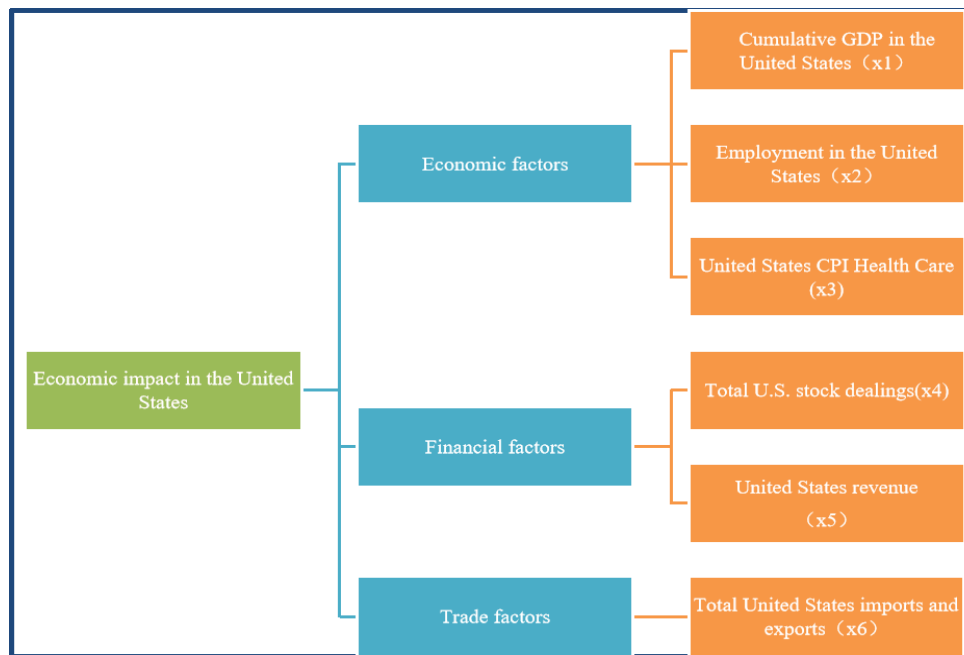 Cumulative GDP in the
United States（x1）
Economic factors
Employment in the United
States（x2）
United States CPI Health Care
(x3)
Economic impact in the United
States
Total U.S. stock dealings(x4)
Financial factors
United States revenue
（x5）
Trade factors
Total United States imports and
exports（x6）